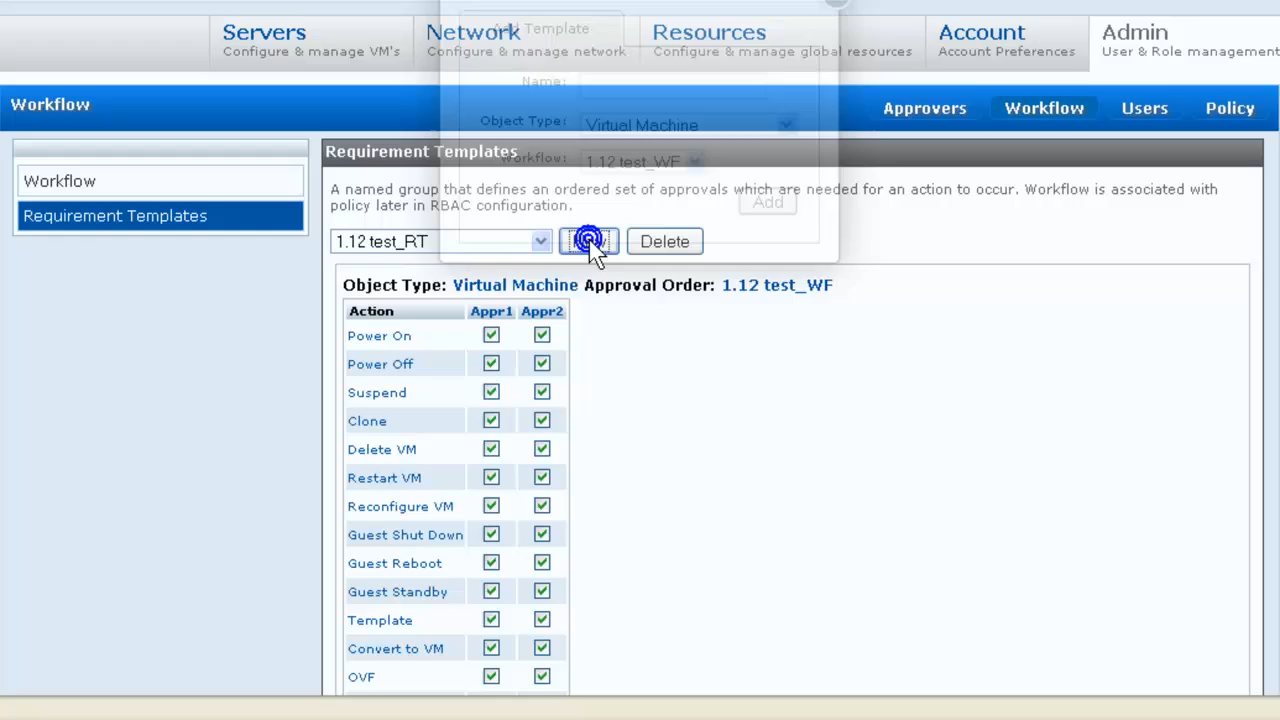 Servers Network Resources Account Admin
Configure & manage VM's Configure & manage network Configure & manage global resources Account Preferences User & Role management
Add Template
Name:
Object Type: Virtual Machine
Workflow: 1.12 test_WF
Add
Workflow
Approvers Workflow Users Policy
Workflow
Requirement Templates
Requirement Templates
A named group that defines an ordered set of approvals which are needed for an action to occur. Workflow is associated with
policy later in RBAC configuration.
1.12 test_RT Delete
Object Type: Virtual Machine Approval Order: 1.12 test_WF
Action Appr1 Appr2
Power On
Power Off
Suspend
Clone
Delete VM
Restart VM
Reconfigure VM
Guest Shut Down
Guest Reboot
Guest Standby
Template
Convert to VM
OVF